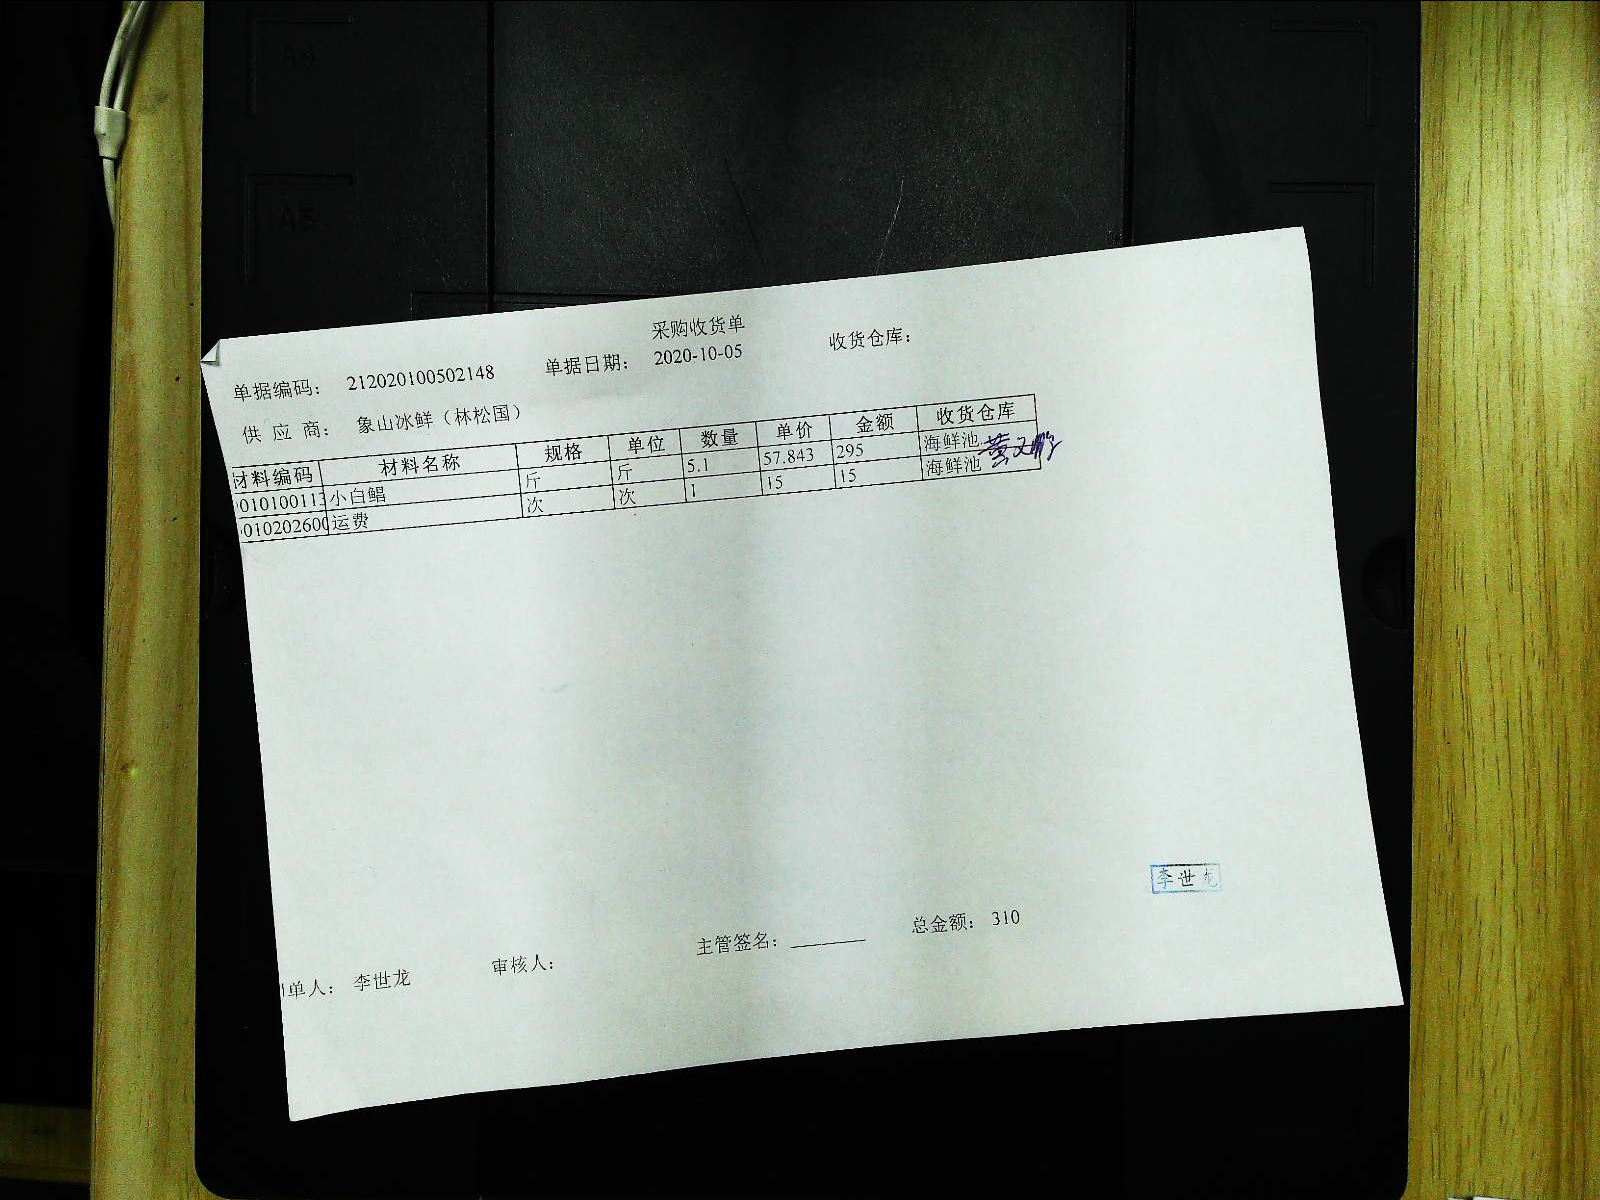 采购收货单
单据编码： 212020100502148 单据日期： 2020-10-05 收货仓库：
供 应 商： 象山冰鲜（林松国）
材料编码 材料名称 规格 单位 数量 单价 金额 收货仓库
010100113 小白鲳 斤 斤 5.1 57.843 295 海鲜池
010202600 运费 次 次 1 15 15 海鲜池
李世龙
单人： 李世龙 审核人： 主管签名： 总金额： 310
A4
A5